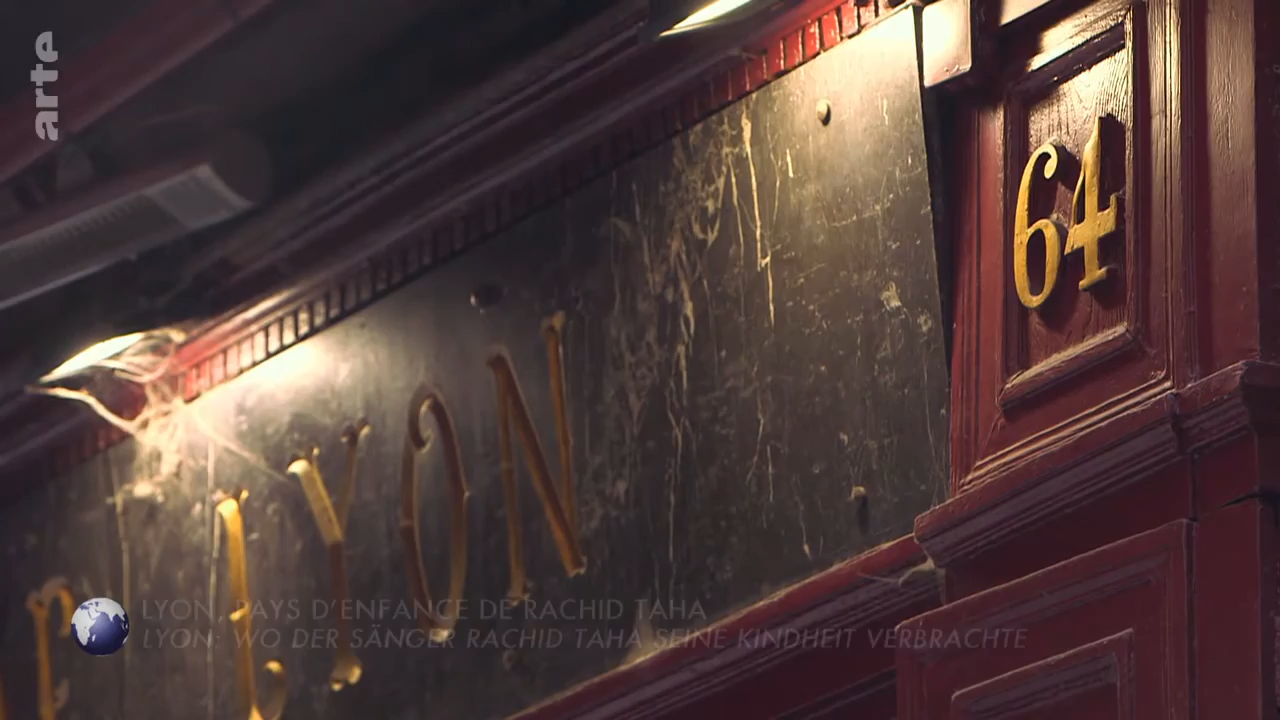 arte
64
LYON
LYON, PAYS D'ENFANCE DE RACHID TAHA
LYON: WO DER SÄNGER RACHID TAHA SEINE KINDHEIT VERBRACHTE